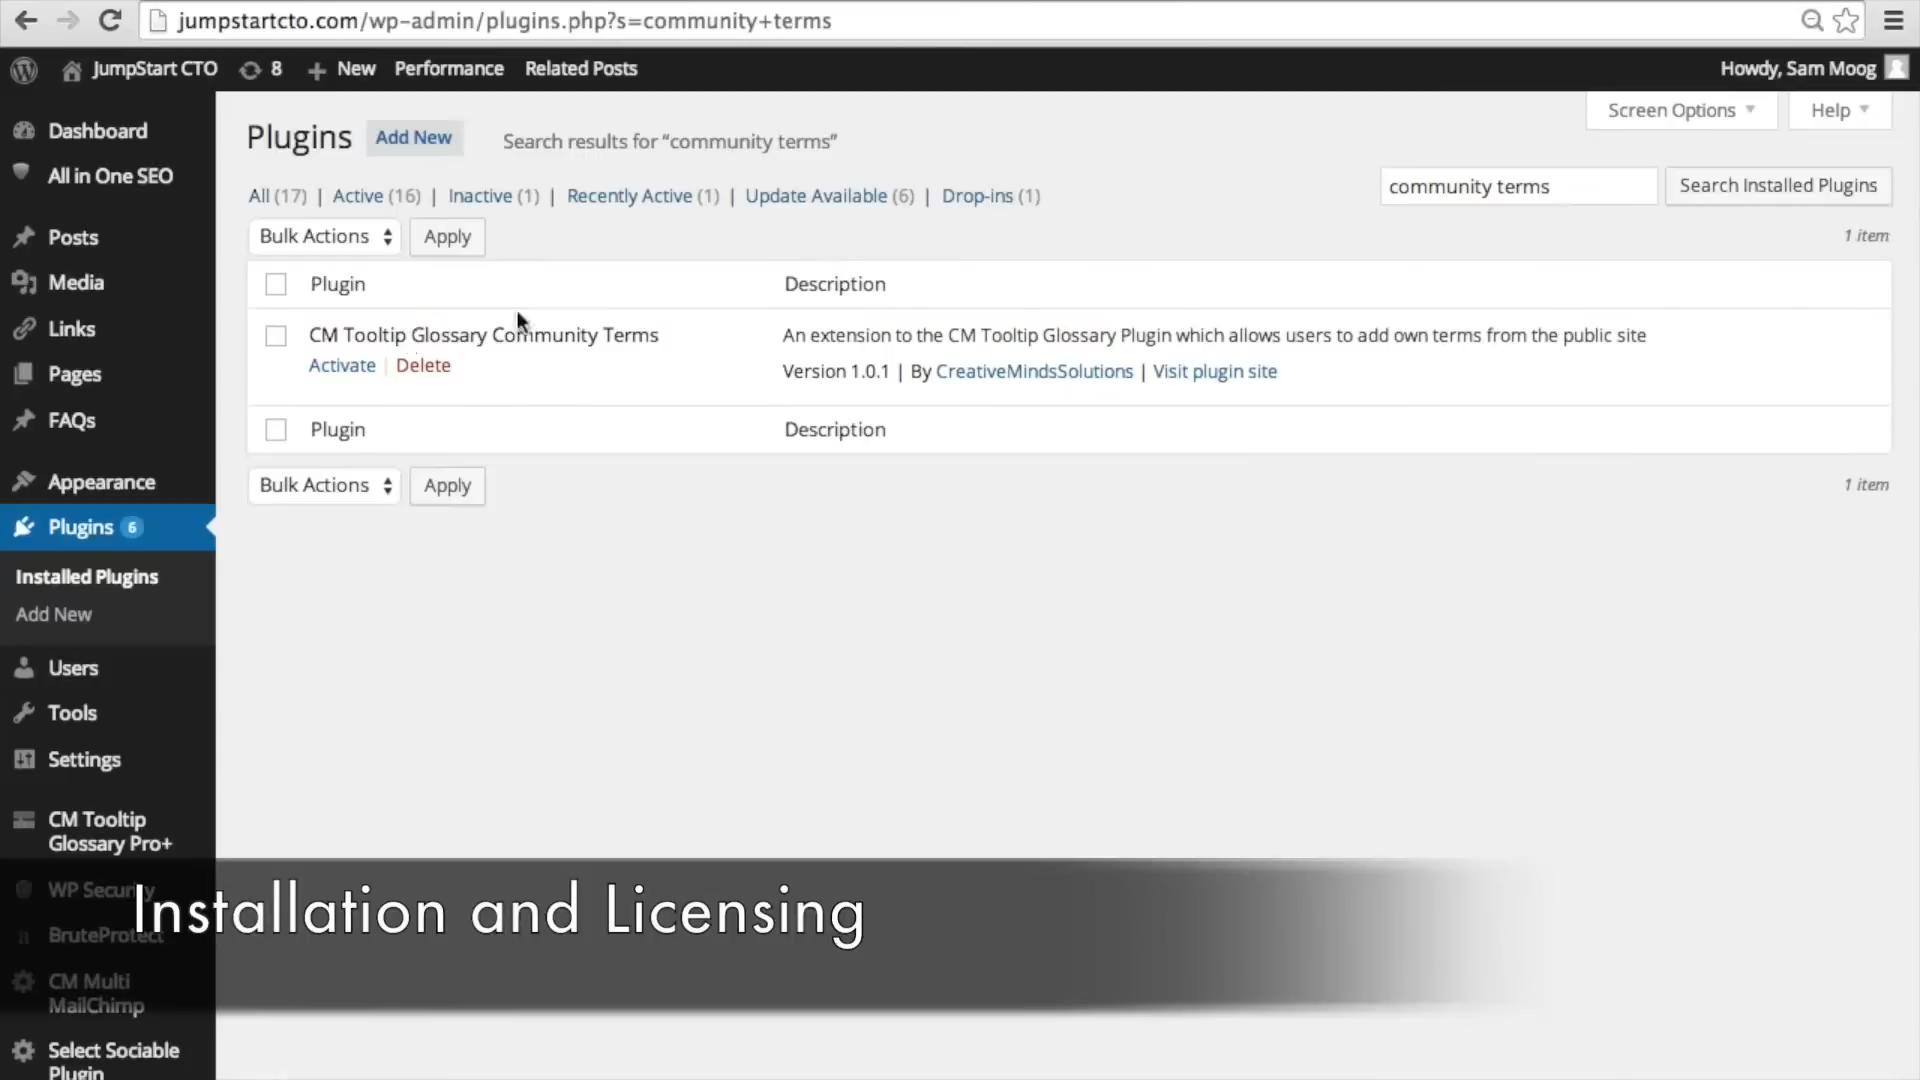 jumpstartcto.com/wp-admin/plugins.php?s=community+terms
JumpStart CTO 8 New Performance Related Posts Howdy, Sam Moog
Screen Options Help
Dashboard
All in One SEO
Posts
Media
Links
Pages
FAQs
Appearance
Plugins 6
Installed Plugins
Add New
Users
Tools
Settings
CM Tooltip
Glossary Pro+
WP Security
BruteProtect
CM Multi
MailChimp
Select Sociable
Plugin
Plugins Add New Search results for “community terms”
All (17) | Active (16) | Inactive (1) | Recently Active (1) | Update Available (6) | Drop-ins (1)
community terms Search Installed Plugins
Bulk Actions Apply 1 item
Plugin Description
CM Tooltip Glossary Community Terms An extension to the CM Tooltip Glossary Plugin which allows users to add own terms from the public site
Activate | Delete Version 1.0.1 | By CreativeMindsSolutions | Visit plugin site
Plugin Description
Bulk Actions Apply 1 item
Installation and Licensing